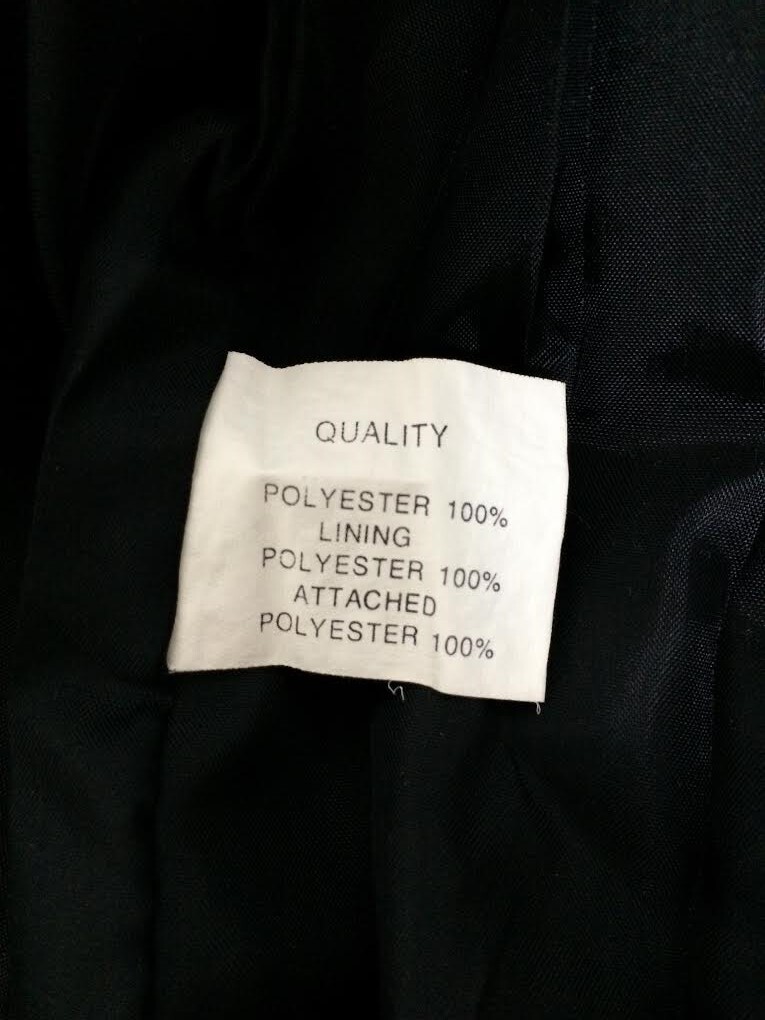 QUALITY
POLYESTER 100%
LINING
POLYESTER 100%
ATTACHED
POLYESTER 100%